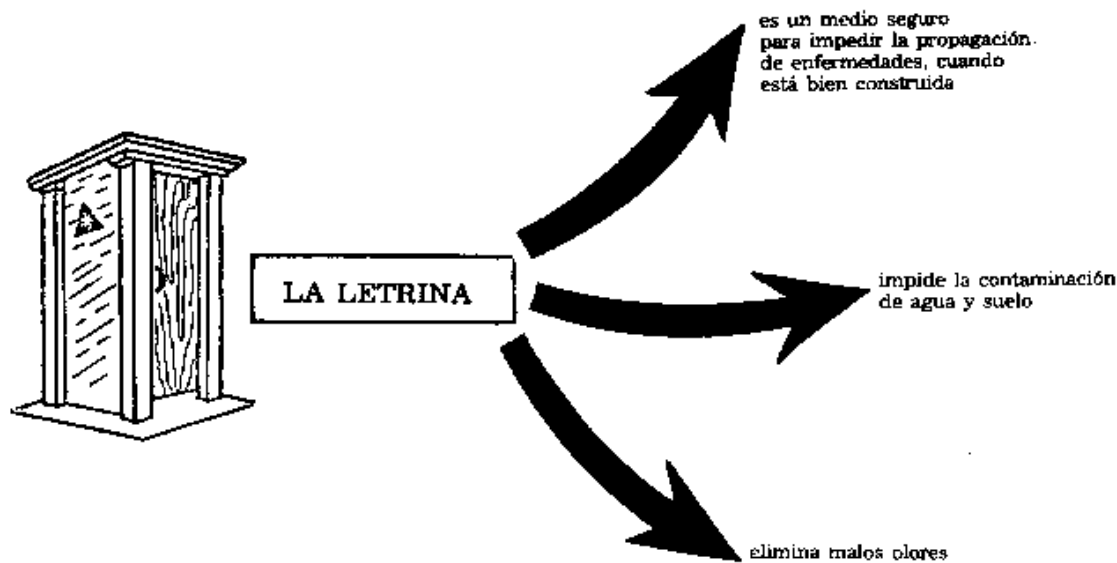 es un medio seguro
para impedir la propagación
de enfermedades, cuando
está bien construida
LA LETRINA
impide la contaminación
de agua y suelo
elimina malos olores